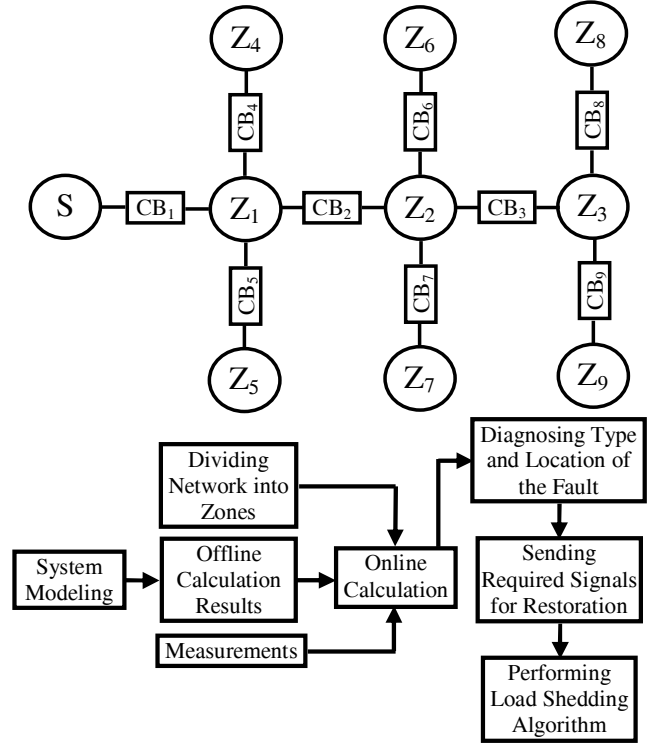 Z₄
Z₆
Z₈
CB₄
CB₆
CB₈
S
CB₁
Z₁
CB₂
Z₂
CB₃
Z₃
CB₅
CB₇
CB₉
Z₅
Z₇
Z₉
Dividing
Network into
Zones
System
Modeling
Offline
Calculation
Results
Measurements
Online
Calculation
Diagnosing Type
and Location of
the Fault
Sending
Required Signals
for Restoration
Performing
Load Shedding
Algorithm